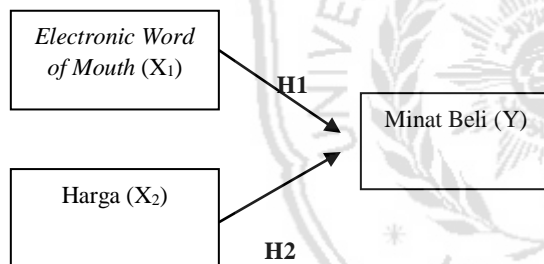 Electronic Word
of Mouth (X₁)
H1
Minat Beli (Y)
Harga (X₂)
H2